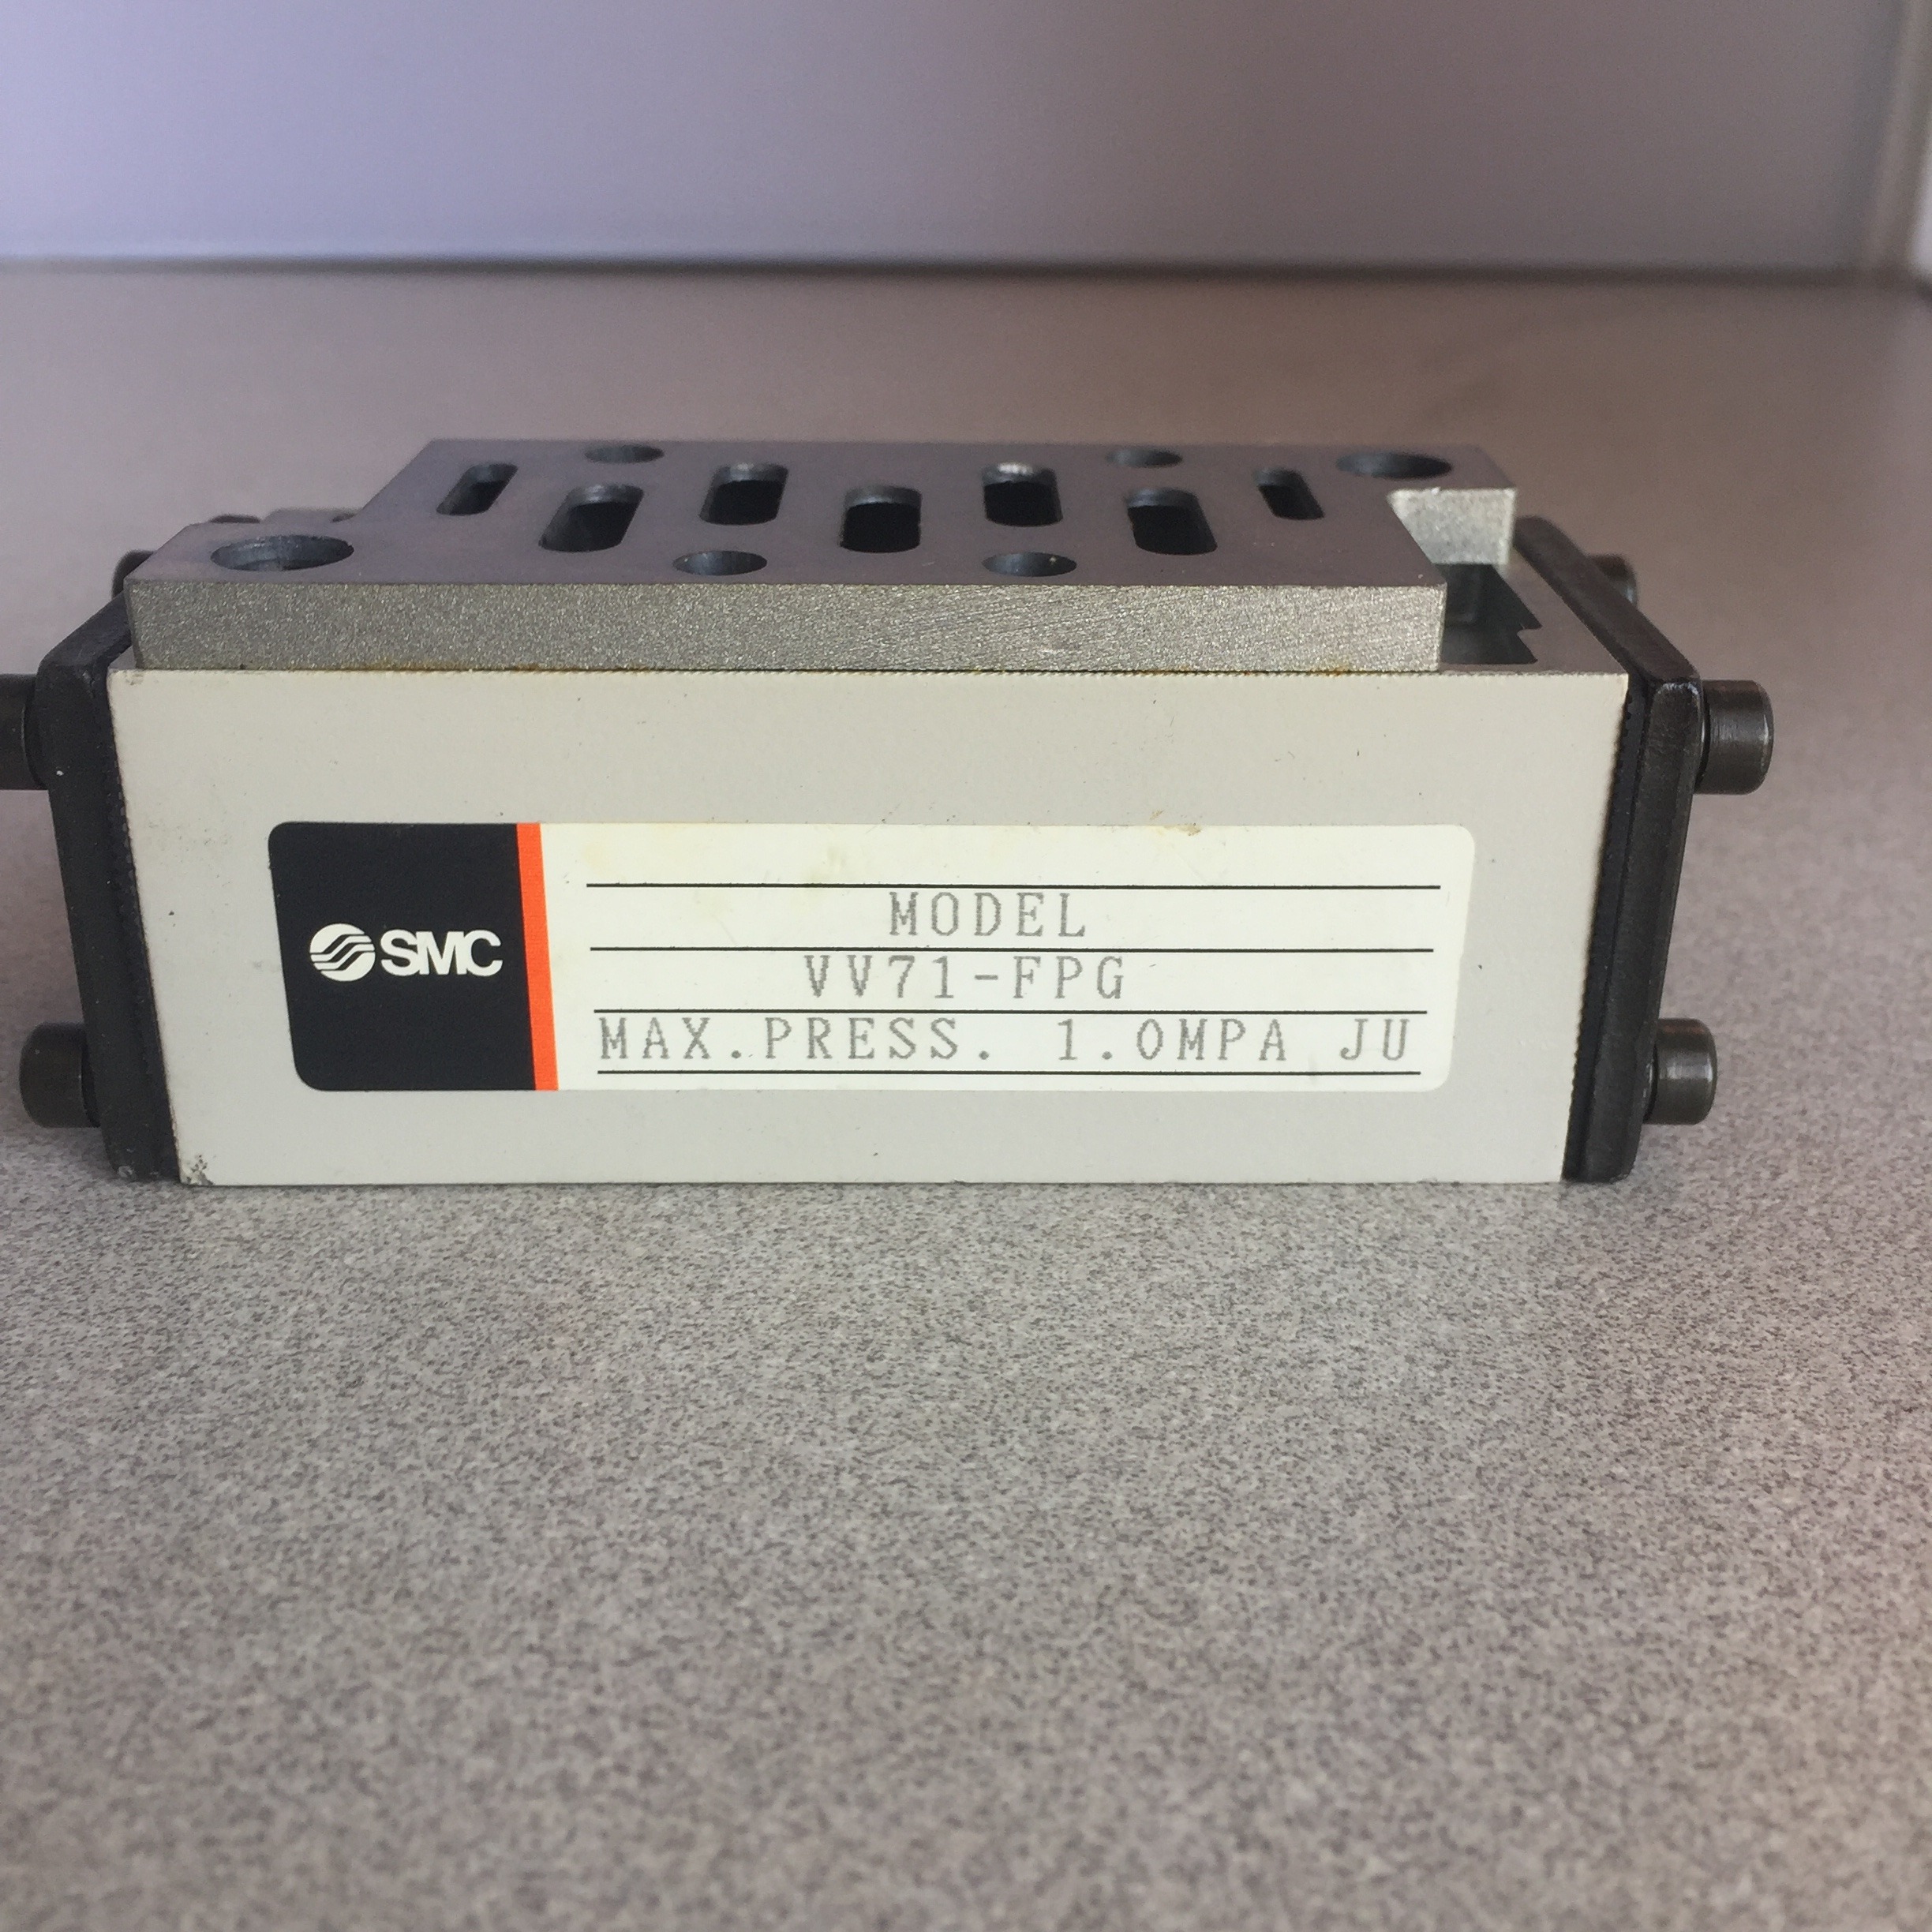 SMC
MODEL
VV71-FPG
MAX.PRESS. 1.0MPA JU